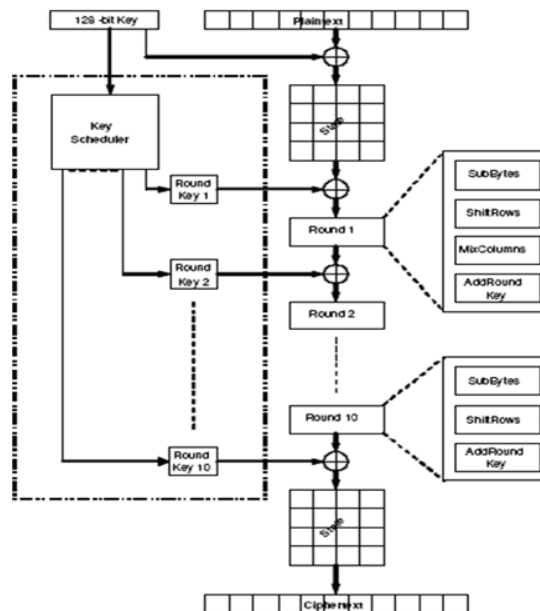 128 -bit Key
Plaintext
State
Key
Scheduler
Round
Key 1
Round 1
SubBytes
ShiftRows
MixColumns
AddRound
Key
Round
Key 2
Round 2
Round 10
SubBytes
ShiftRows
AddRound
Key
Round
Key 10
State
Ciphertext